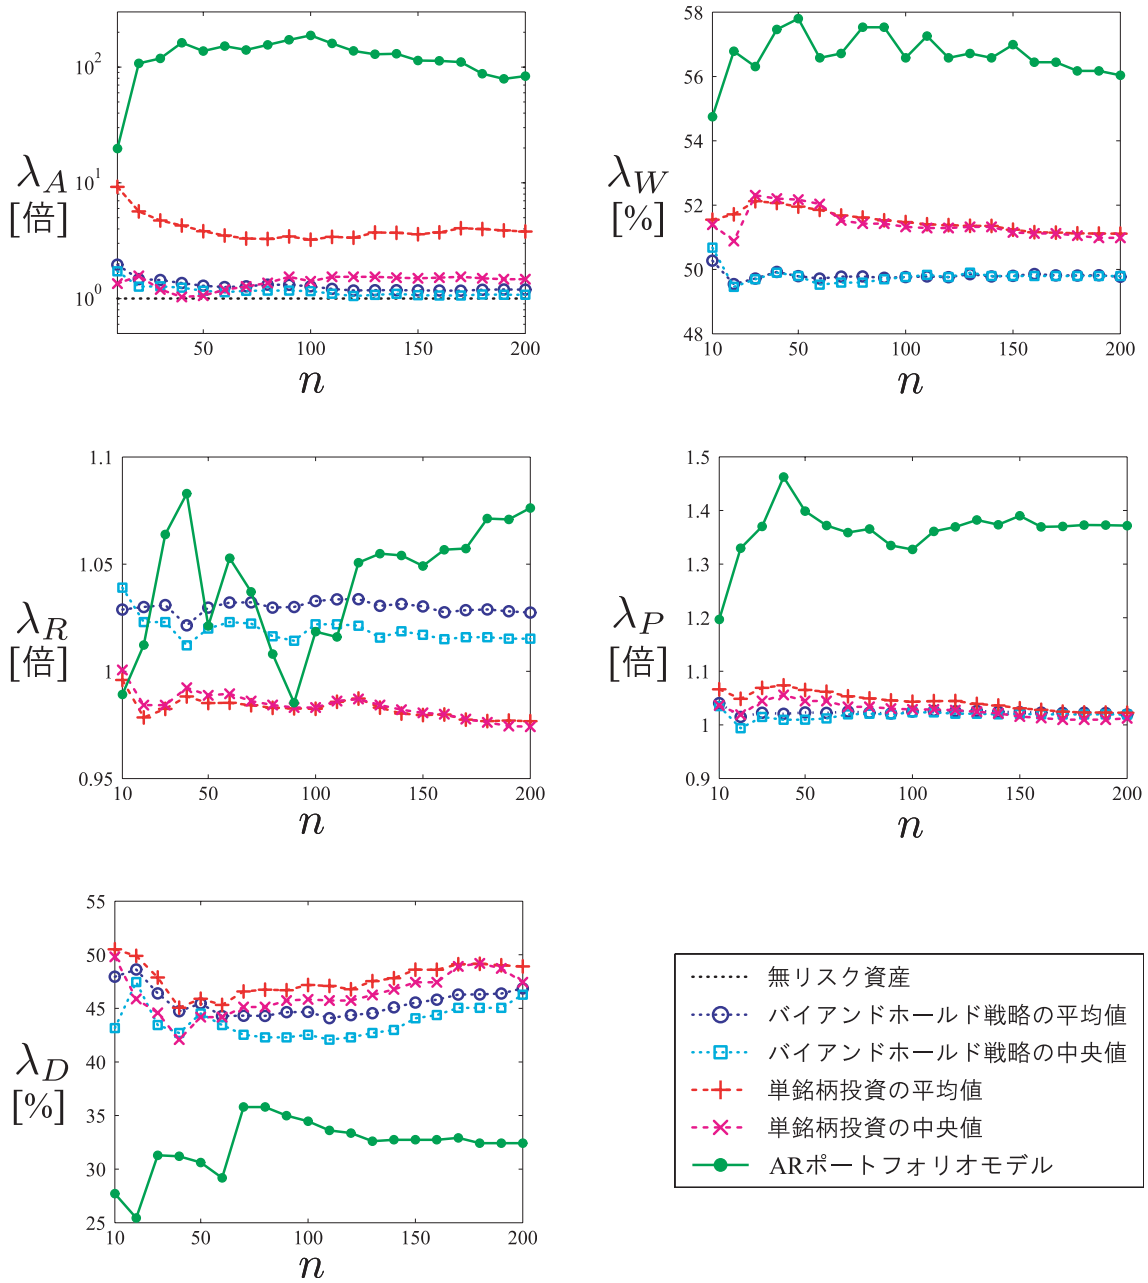 10²
10¹
10⁰
λ_A
[倍]
50
100
150
200
n
58
56
54
52
50
48
λ_W
[%]
10
50
100
150
200
n
1.1
1.05
1
0.95
λ_R
[倍]
10
50
100
150
200
n
1.5
1.4
1.3
1.2
1.1
1
0.9
λ_P
[倍]
10
50
100
150
200
n
55
50
45
40
35
30
25
λ_D
[%]
10
50
100
150
200
n
無リスク資産
バイアンドホールド戦略の平均値
バイアンドホールド戦略の中央値
単銘柄投資の平均値
単銘柄投資の中央値
ARポートフォリオモデル